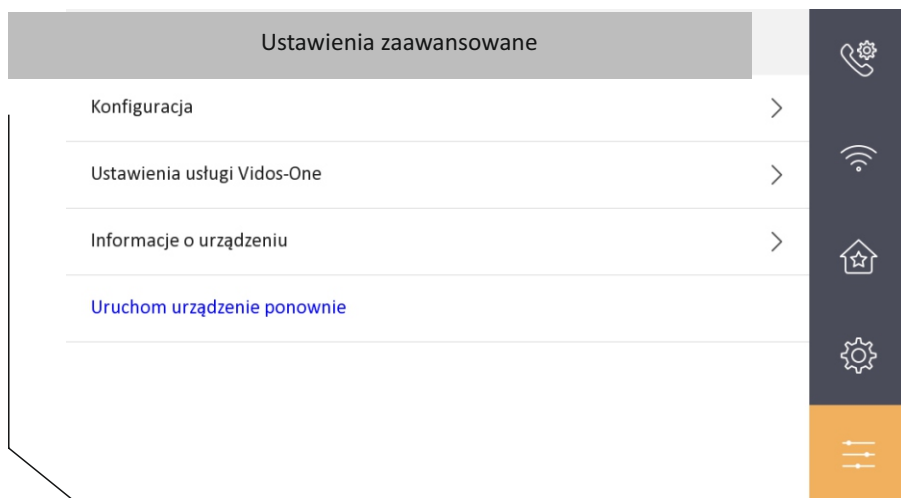 Ustawienia zaawansowane
Konfiguracja
Ustawienia usługi Vidos-One
Informacje o urządzeniu
Uruchom urządzenie ponownie